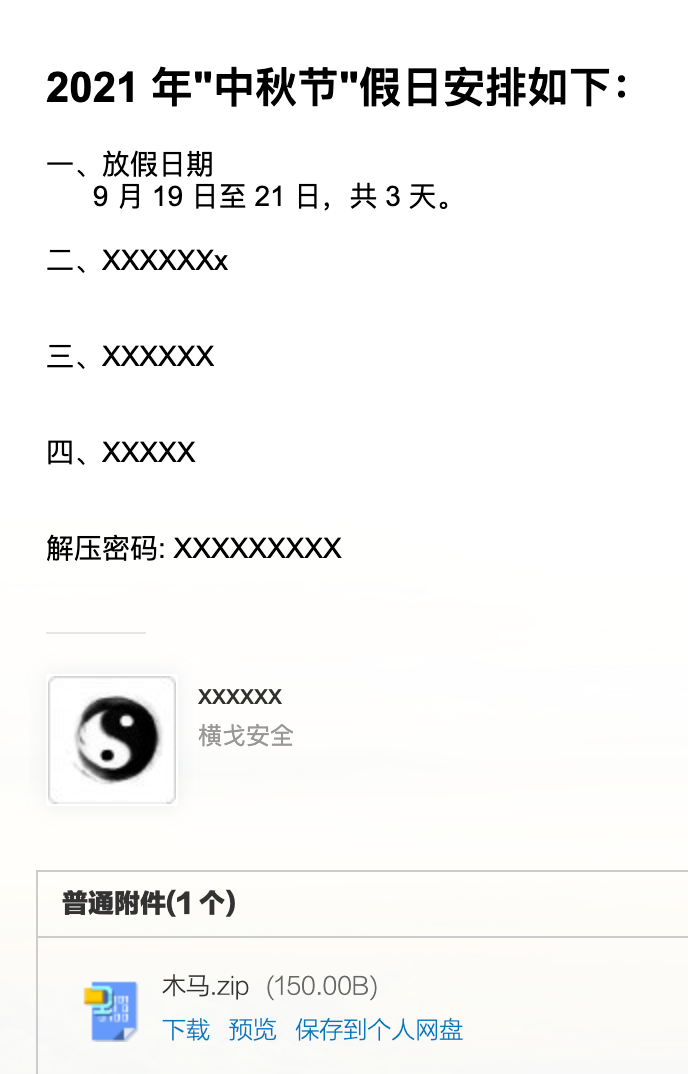 2021 年"中秋节"假日安排如下：
一、放假日期
9 月 19 日至 21 日，共 3 天。
二、XXXXXXx
三、XXXXXX
四、XXXXX
解压密码: XXXXXXXXX
xxxxxx
横戈安全
普通附件(1 个)
木马.zip (150.00B)
下载 预览 保存到个人网盘